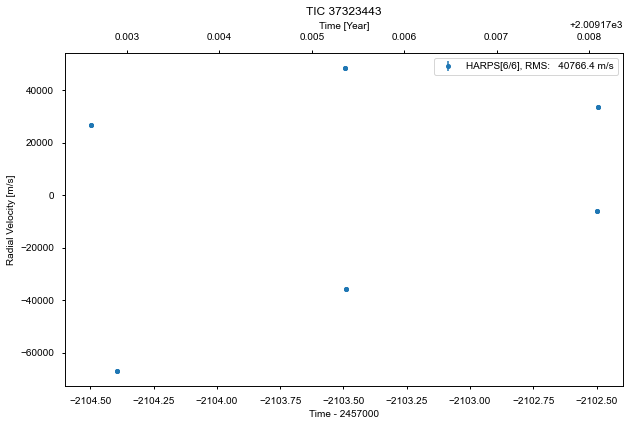 TIC 37323443
Time [Year]
+2.00917e3
0.003 0.004 0.005 0.006 0.007 0.008
HARPS[6/6], RMS: 40766.4 m/s
40000
20000
0
−20000
−40000
−60000
Radial Velocity [m/s]
−2104.50 −2104.25 −2104.00 −2103.75 −2103.50 −2103.25 −2103.00 −2102.75 −2102.50
Time - 2457000